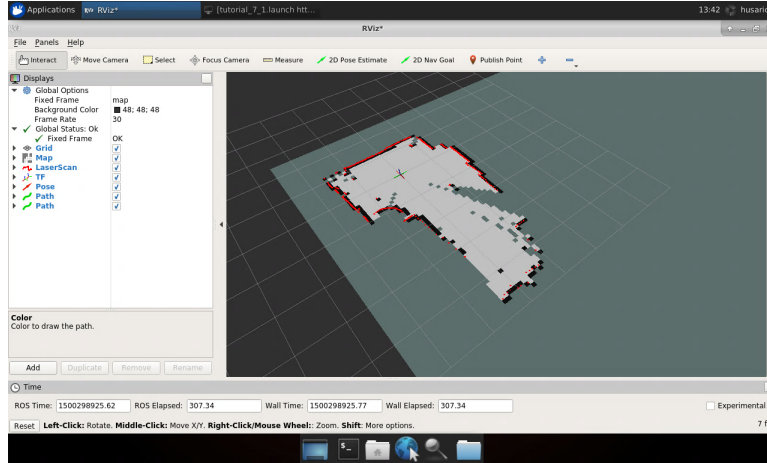 Applications RViz* [tutorial_7_1.launch htt... 13:42 husario
RViz*
File Panels Help
Interact Move Camera Select Focus Camera Measure 2D Pose Estimate 2D Nav Goal Publish Point
Displays
Global Options
Fixed Frame map
Background Color 48; 48; 48
Frame Rate 30
Global Status: Ok
Fixed Frame OK
Grid
Map
LaserScan
TF
Pose
Path
Path
Color
Color to draw the path.
Add Duplicate Remove Rename
Time
ROS Time: 1500298925.62 ROS Elapsed: 307.34 Wall Time: 1500298925.77 Wall Elapsed: 307.34 Experimental
Reset Left-Click: Rotate. Middle-Click: Move X/Y. Right-Click/Mouse Wheel:: Zoom. Shift: More options. 7 f